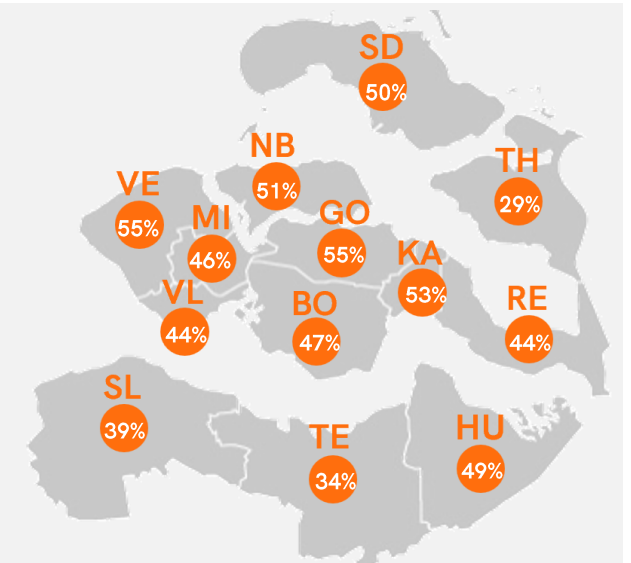 SD
50%
NB
51%
TH
29%
VE
55%
MI
46%
GO
55%
KA
53%
VL
44%
BO
47%
RE
44%
SL
39%
TE
34%
HU
49%